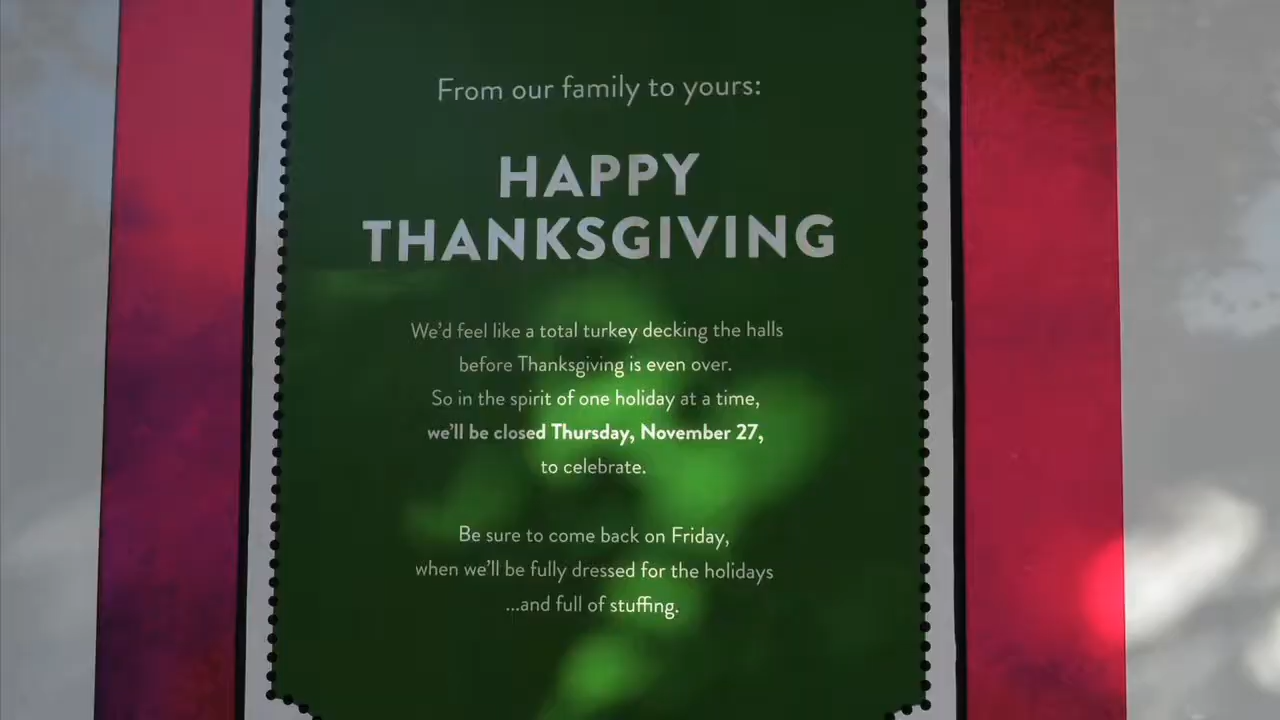 From our family to yours:
HAPPY
THANKSGIVING
We'd feel like a total turkey decking the halls
before Thanksgiving is even over.
So in the spirit of one holiday at a time,
we'll be closed Thursday, November 27,
to celebrate.
Be sure to come back on Friday,
when we'll be fully dressed for the holidays
...and full of stuffing.